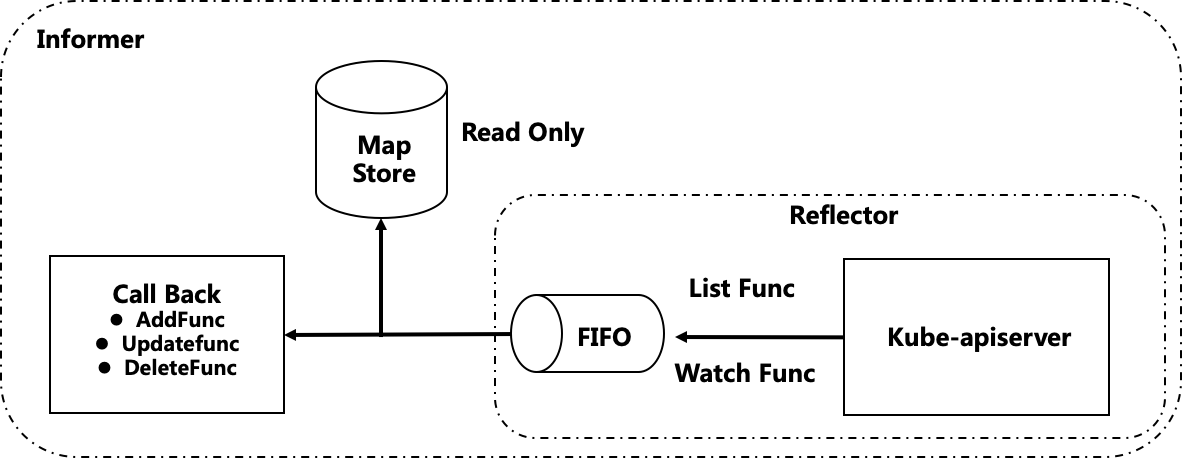 Informer
Map
Store
Read Only
Reflector
Call Back
● AddFunc
● Updatefunc
● DeleteFunc
FIFO
List Func
Watch Func
Kube-apiserver